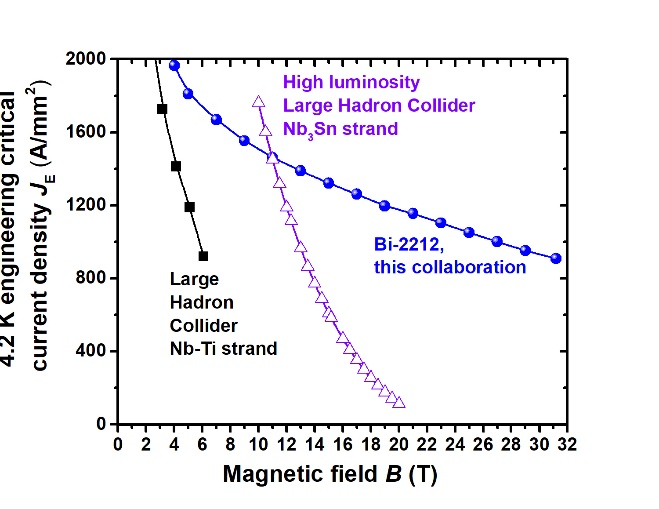 2000
1600
1200
800
400
0
4.2 K engineering critical
current density J_E (A/mm²)
High luminosity
Large Hadron Collider
Nb₃Sn strand
Bi-2212,
this collaboration
Large
Hadron
Collider
Nb-Ti strand
0 2 4 6 8 10 12 14 16 18 20 22 24 26 28 30 32
Magnetic field B (T)